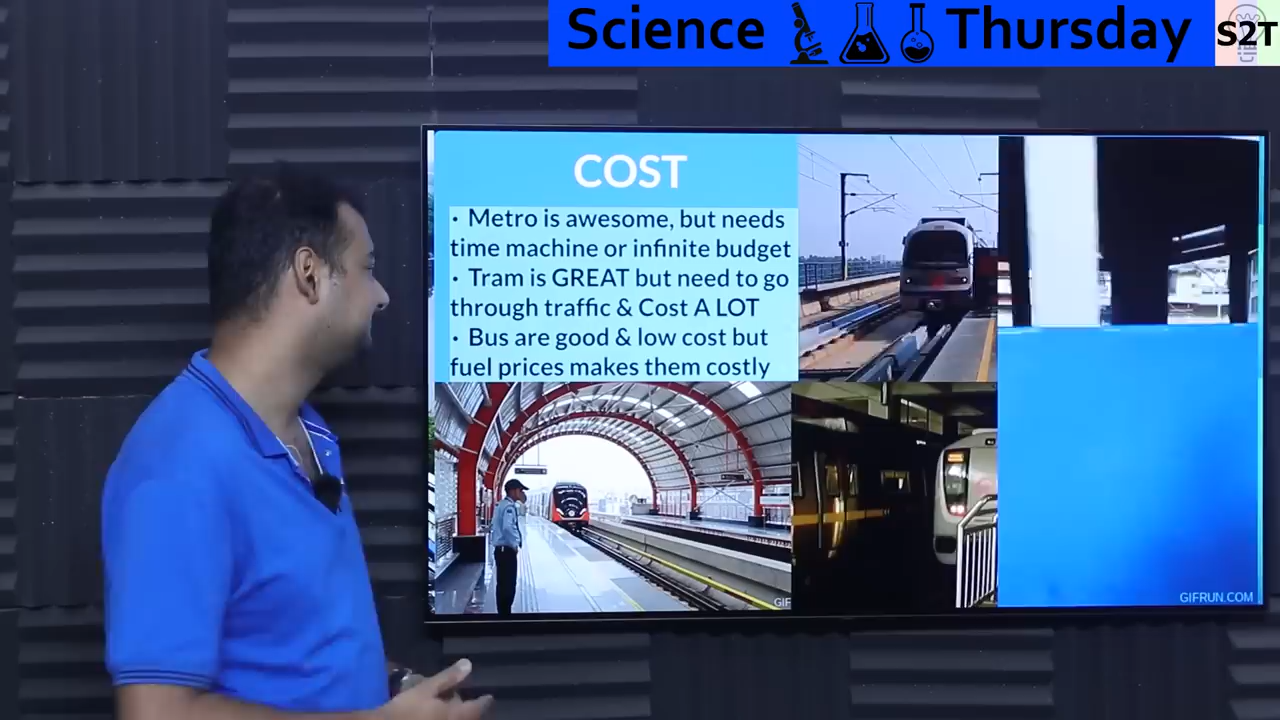 Science Thursday
S2T
COST
· Metro is awesome, but needs
time machine or infinite budget
· Tram is GREAT but need to go
through traffic & Cost A LOT
· Bus are good & low cost but
fuel prices makes them costly
GIF
GIFRUN.COM